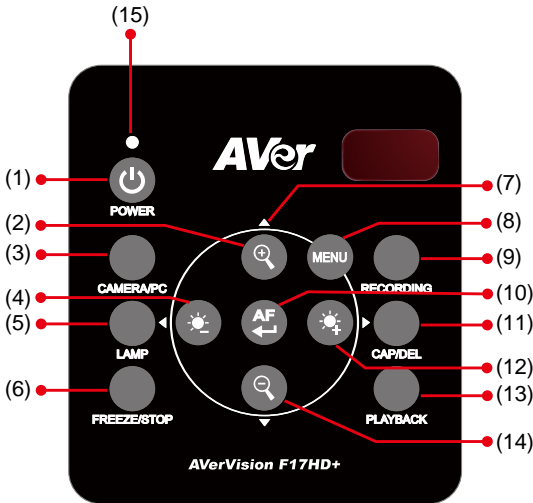 (15)
AVer
(1)
POWER
(7)
(2)
(8)
MENU
(3)
CAMERA/PC
(9)
RECORDING
(4)
(10)
AF
(5)
LAMP
(11)
CAP/DEL
(12)
(6)
FREEZE/STOP
(13)
PLAYBACK
(14)
AVerVision F17HD+